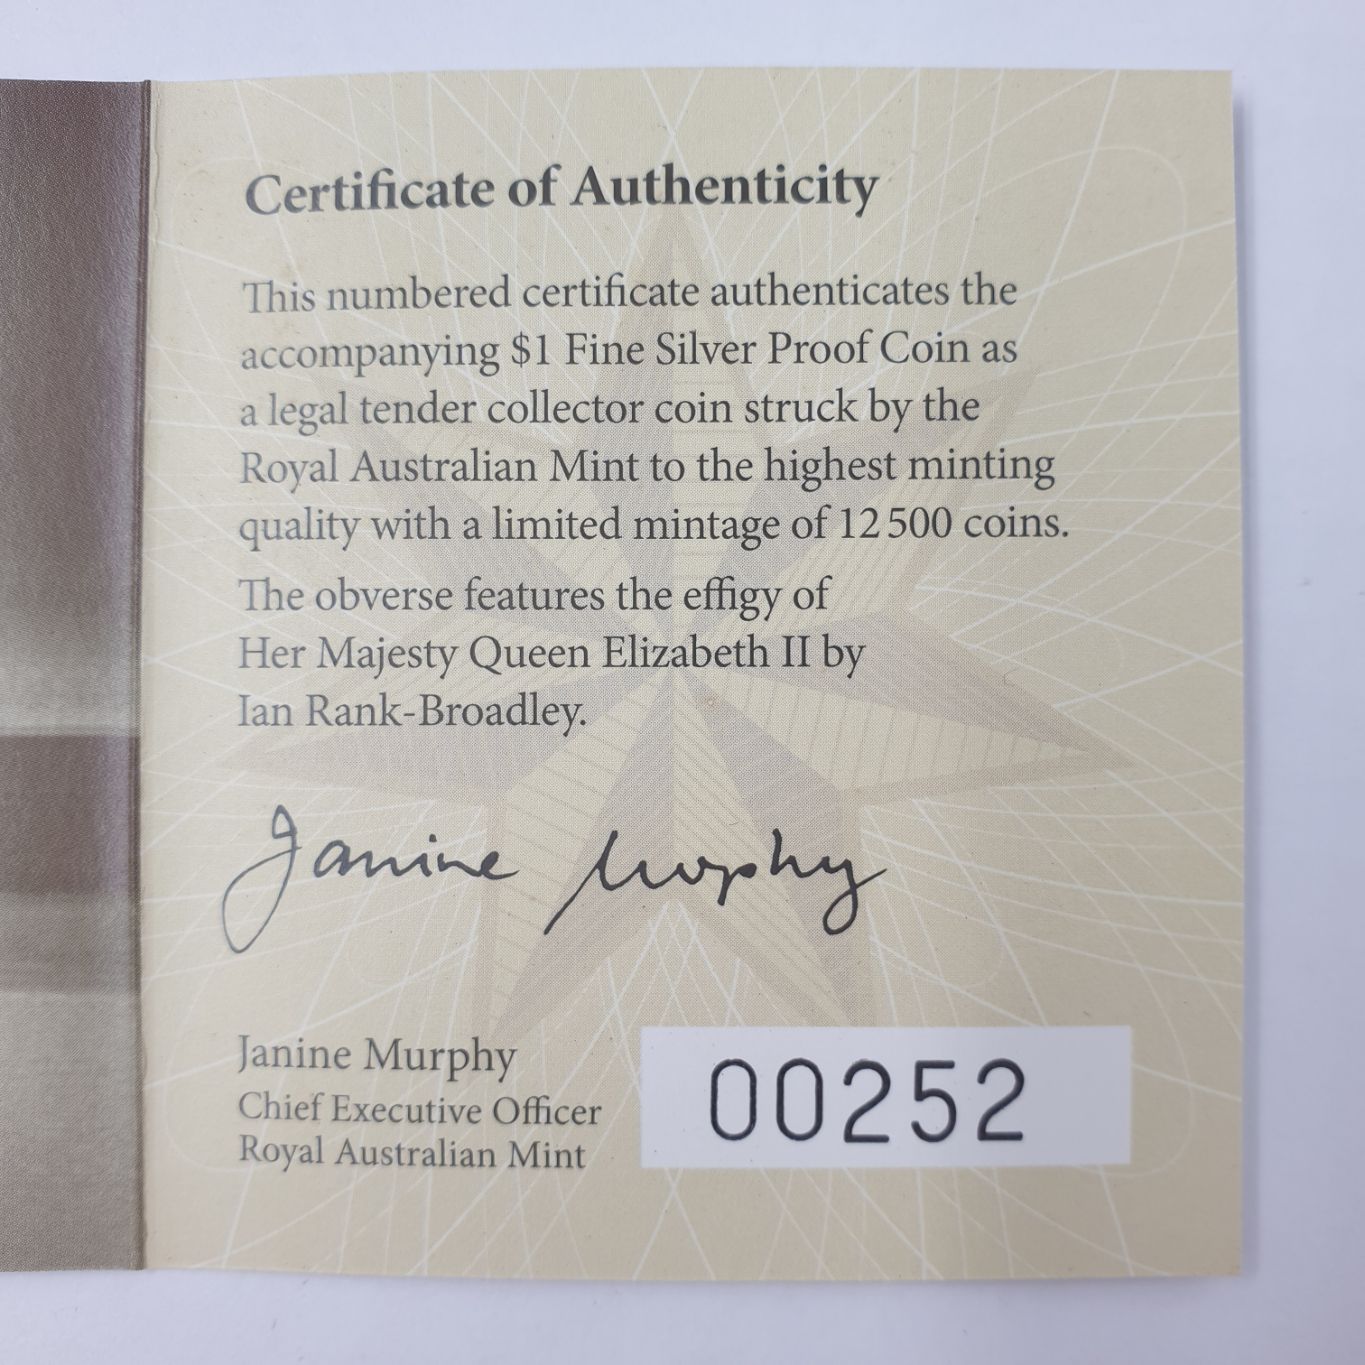 Certificate of Authenticity
This numbered certificate authenticates the
accompanying $1 Fine Silver Proof Coin as
a legal tender collector coin struck by the
Royal Australian Mint to the highest minting
quality with a limited mintage of 12 500 coins.
The obverse features the effigy of
Her Majesty Queen Elizabeth II by
Ian Rank-Broadley.
Janine Murphy
Janine Murphy
Chief Executive Officer
Royal Australian Mint
00252